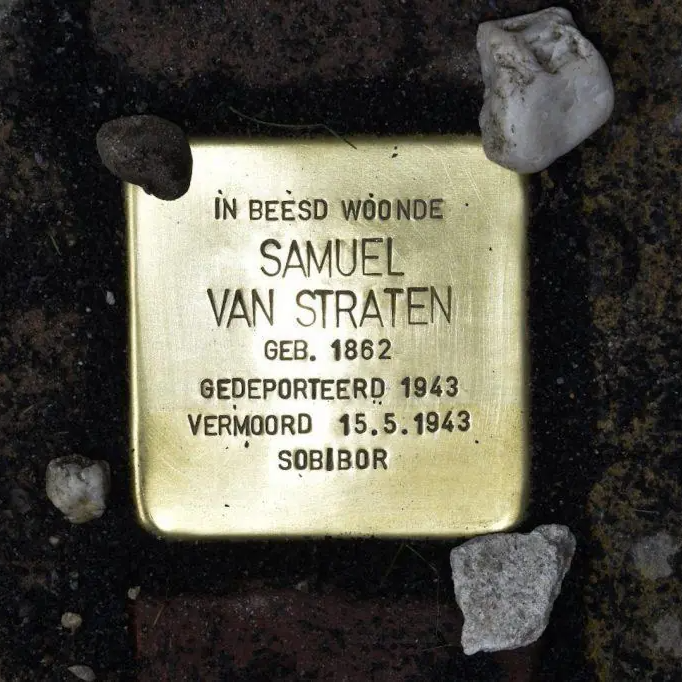 IN BEESD WOONDE
SAMUEL
VAN STRATEN
GEB. 1862
GEDEPORTEERD 1943
VERMOORD 15.5.1943
SOBIBOR